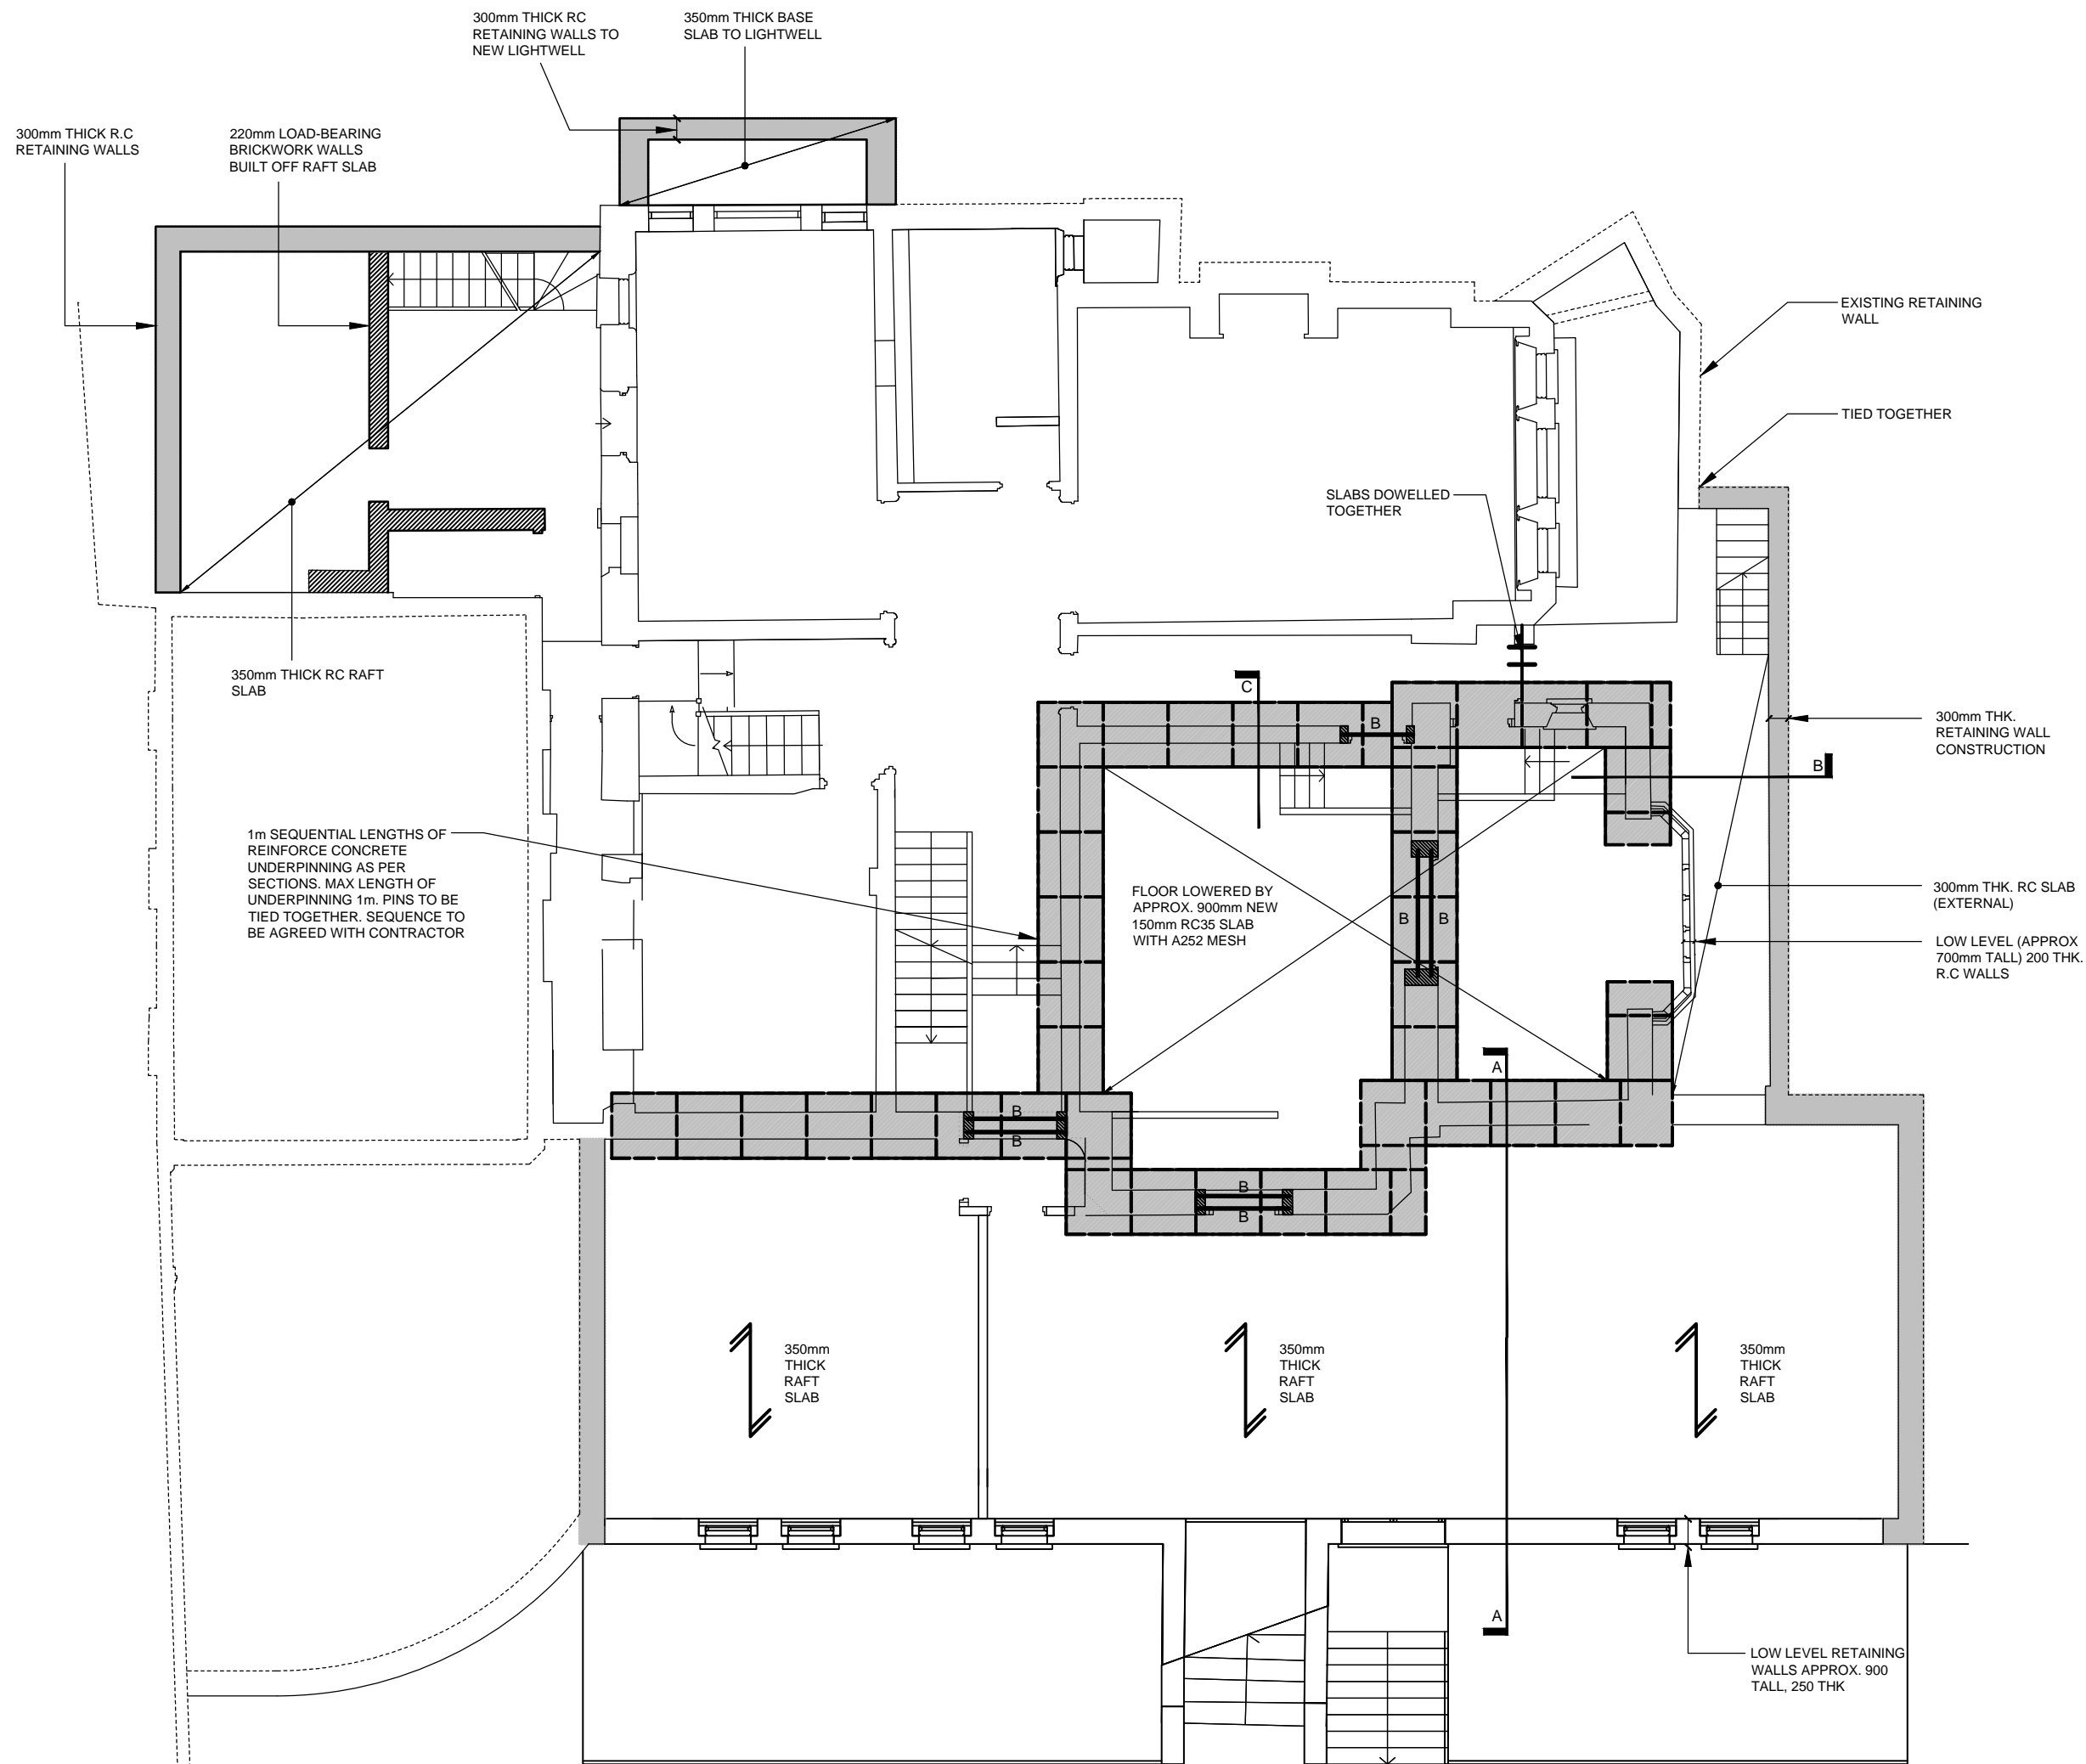 300mm THICK RC
RETAINING WALLS TO
NEW LIGHTWELL
350mm THICK BASE
SLAB TO LIGHTWELL
300mm THICK R.C
RETAINING WALLS
220mm LOAD-BEARING
BRICKWORK WALLS
BUILT OFF RAFT SLAB
EXISTING RETAINING
WALL
TIED TOGETHER
SLABS DOWELLED
TOGETHER
350mm THICK RC RAFT
SLAB
C
B
300mm THK.
RETAINING WALL
CONSTRUCTION
B
1m SEQUENTIAL LENGTHS OF
REINFORCE CONCRETE
UNDERPINNING AS PER
SECTIONS. MAX LENGTH OF
UNDERPINNING 1m. PINS TO BE
TIED TOGETHER. SEQUENCE TO
BE AGREED WITH CONTRACTOR
FLOOR LOWERED BY
APPROX. 900mm NEW
150mm RC35 SLAB
WITH A252 MESH
B
B
300mm THK. RC SLAB
(EXTERNAL)
LOW LEVEL (APPROX
700mm TALL) 200 THK.
R.C WALLS
A
B
B
B
B
350mm
THICK
RAFT
SLAB
350mm
THICK
RAFT
SLAB
350mm
THICK
RAFT
SLAB
A
LOW LEVEL RETAINING
WALLS APPROX. 900
TALL, 250 THK